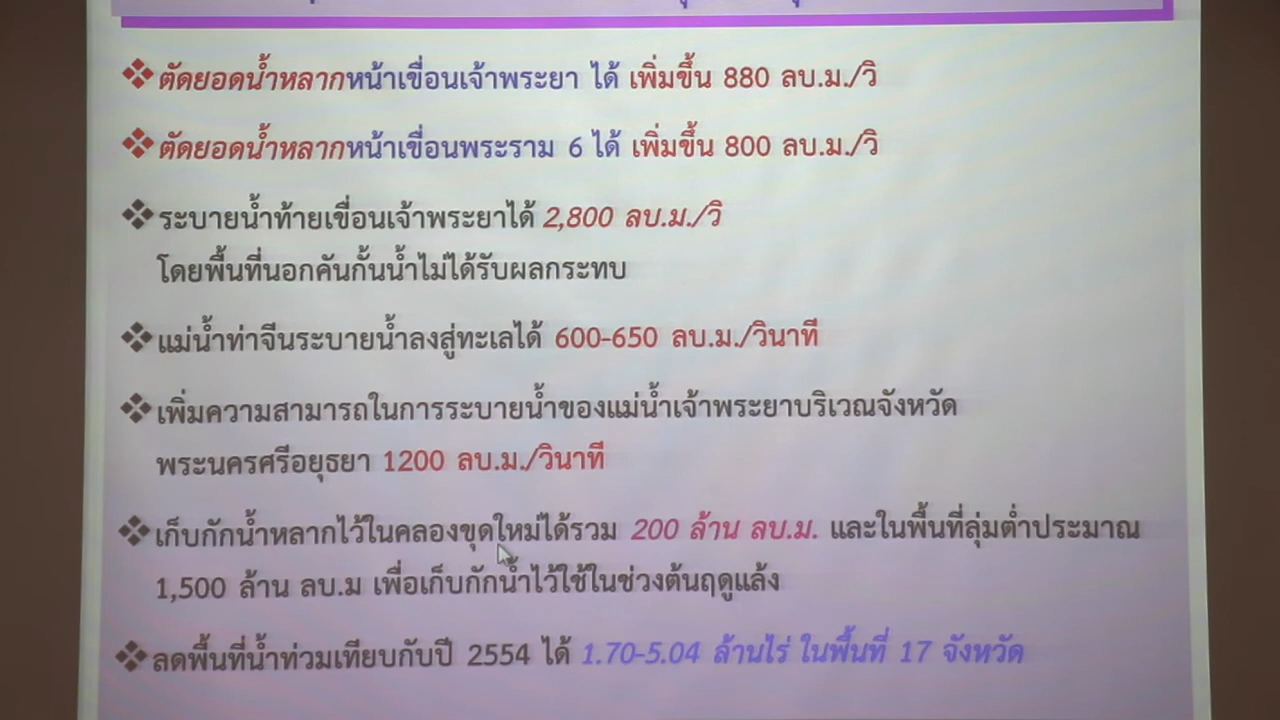 ❖ตัดยอดน้ำหลากหน้าเขื่อนเจ้าพระยา ได้ เพิ่มขึ้น 880 ลบ.ม./วิ
❖ตัดยอดน้ำหลากหน้าเขื่อนพระราม 6 ได้ เพิ่มขึ้น 800 ลบ.ม./วิ
❖ระบายน้ำท้ายเขื่อนเจ้าพระยาได้ 2,800 ลบ.ม./วิ
โดยพื้นที่นอกคันกั้นน้ำไม่ได้รับผลกระทบ
❖แม่น้ำท่าจีนระบายน้ำลงสู่ทะเลได้ 600-650 ลบ.ม./วินาที
❖เพิ่มความสามารถในการระบายน้ำของแม่น้ำเจ้าพระยาบริเวณจังหวัด
พระนครศรีอยุธยา 1200 ลบ.ม./วินาที
❖เก็บกักน้ำหลากไว้ในคลองขุดใหม่ได้รวม 200 ล้าน ลบ.ม. และในพื้นที่ลุ่มต่ำประมาณ
1,500 ล้าน ลบ.ม เพื่อเก็บกักน้ำไว้ใช้ในช่วงต้นฤดูแล้ง
❖ลดพื้นที่น้ำท่วมเทียบกับปี 2554 ได้ 1.70-5.04 ล้านไร่ ในพื้นที่ 17 จังหวัด